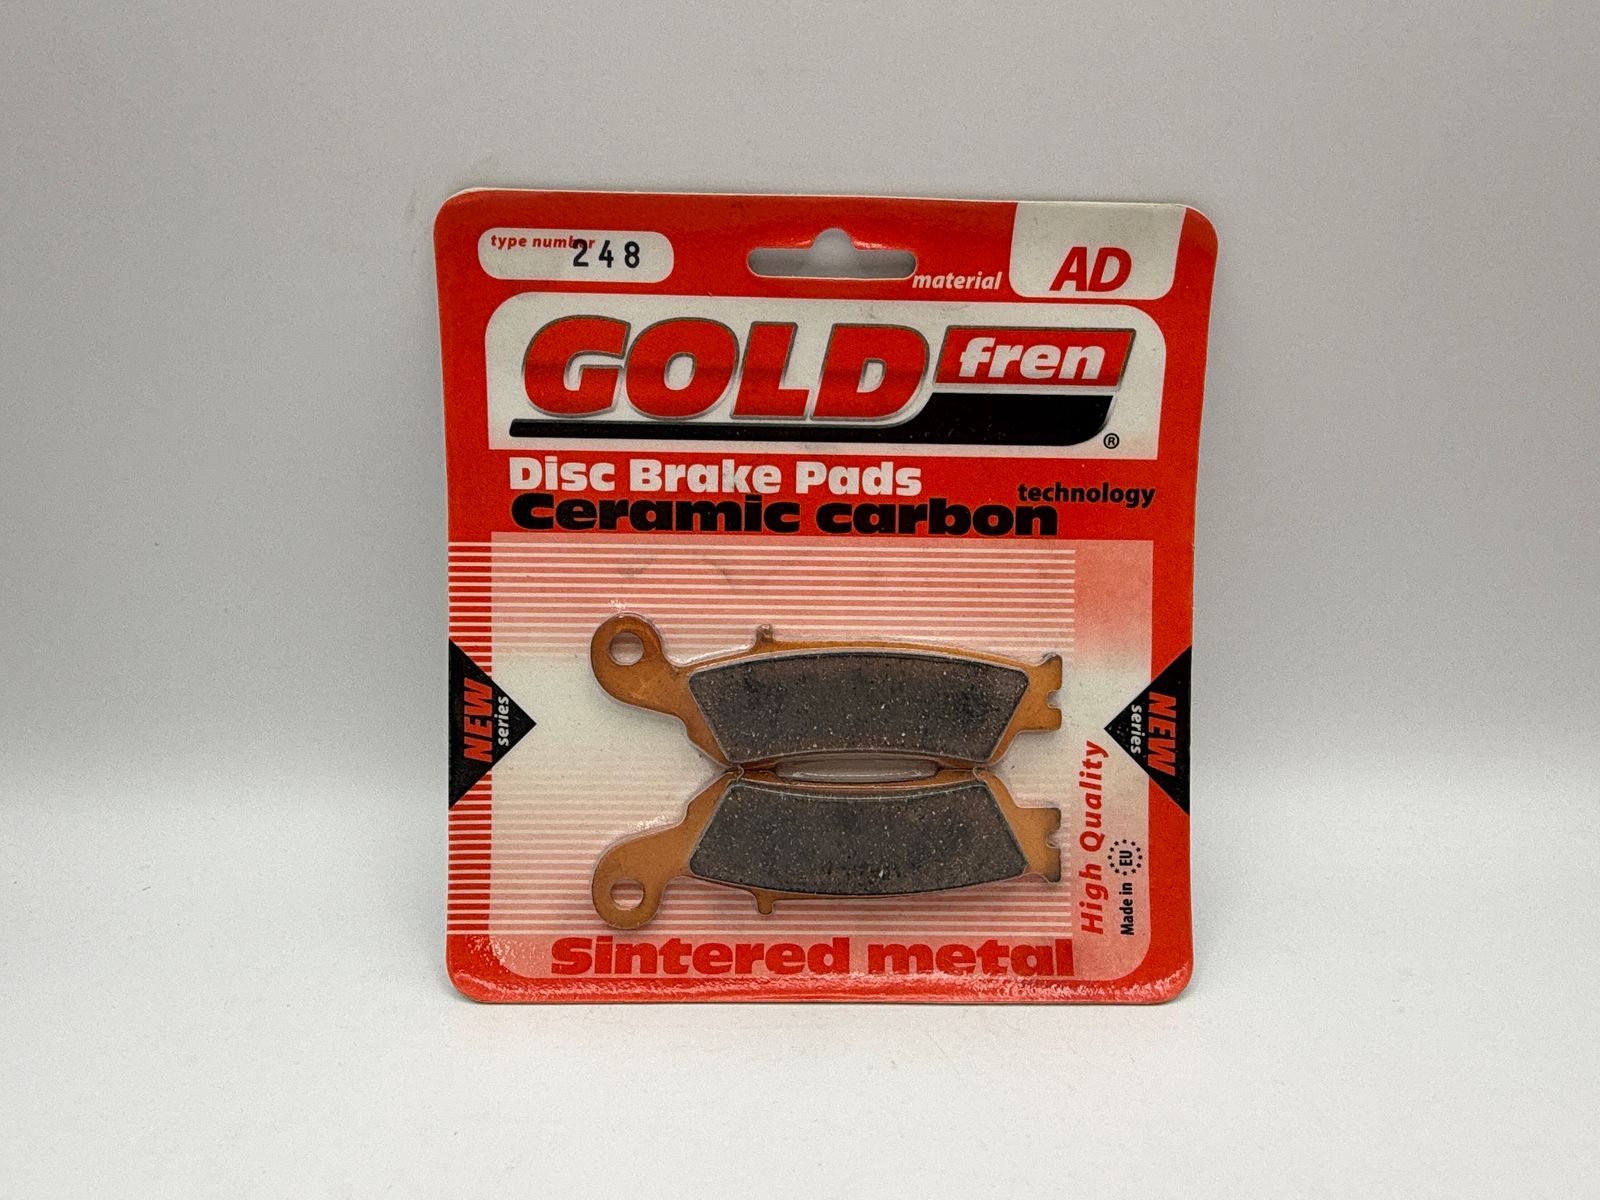 type number 248
material AD
GOLD fren ®
Disc Brake Pads
Ceramic carbon technology
NEW series
NEW series
High Quality
Made in EU
Sintered metal